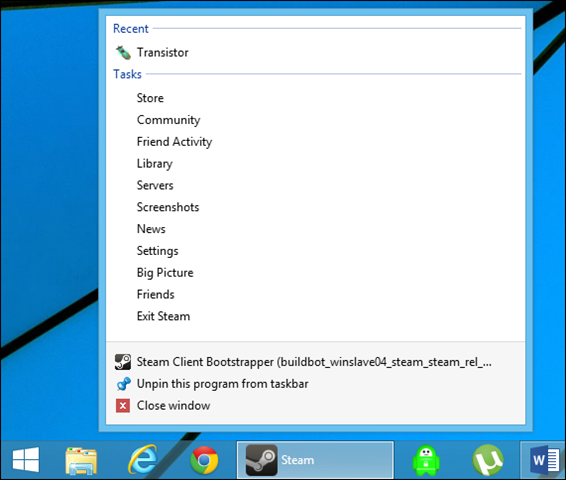 Recent
Transistor
Tasks
Store
Community
Friend Activity
Library
Servers
Screenshots
News
Settings
Big Picture
Friends
Exit Steam
Steam Client Bootstrapper (buildbot_winslave04_steam_steam_rel_...
Unpin this program from taskbar
Close window
Steam